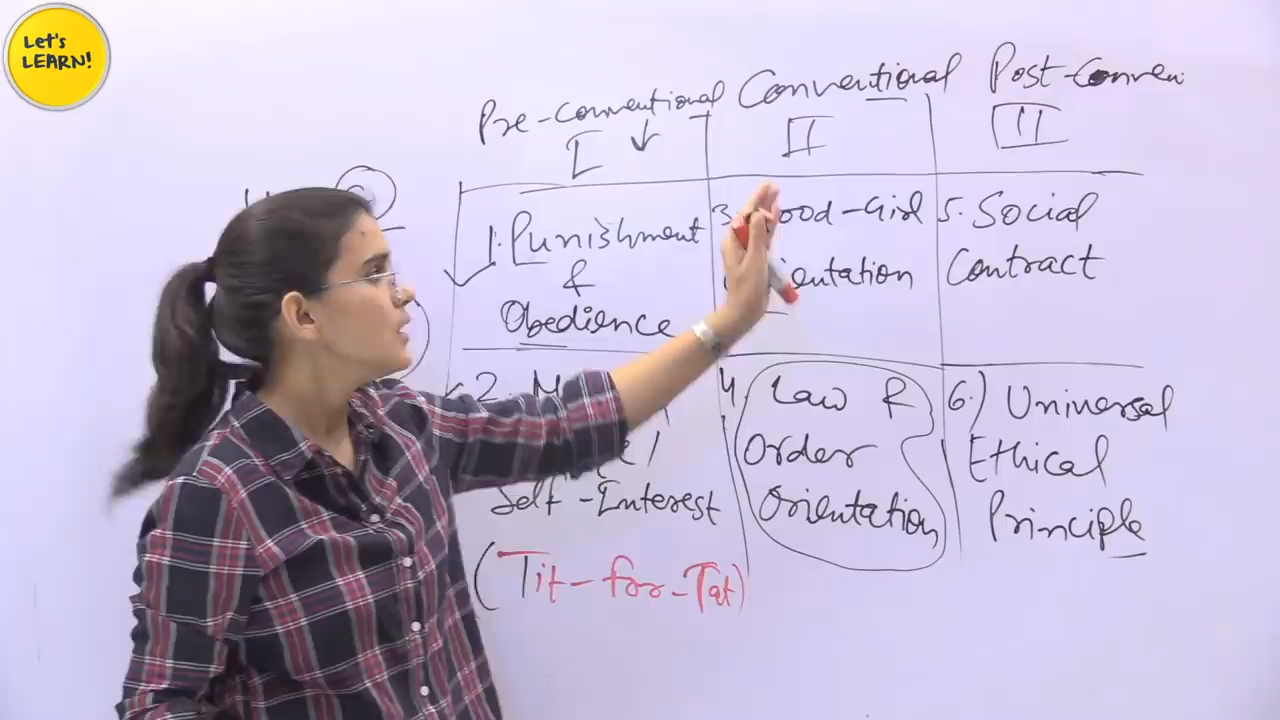 Let's
LEARN!
Pre-Conventional Conventional Post-Conven
I II II
1. Punishment
&
Obedience
3. ood-Girl
ientation
5. Social
Contract
2. M
Self-Interest
(Tit-for-Tat)
4. Law &
Order
Orientation
6.) Universal
Ethical
Principle